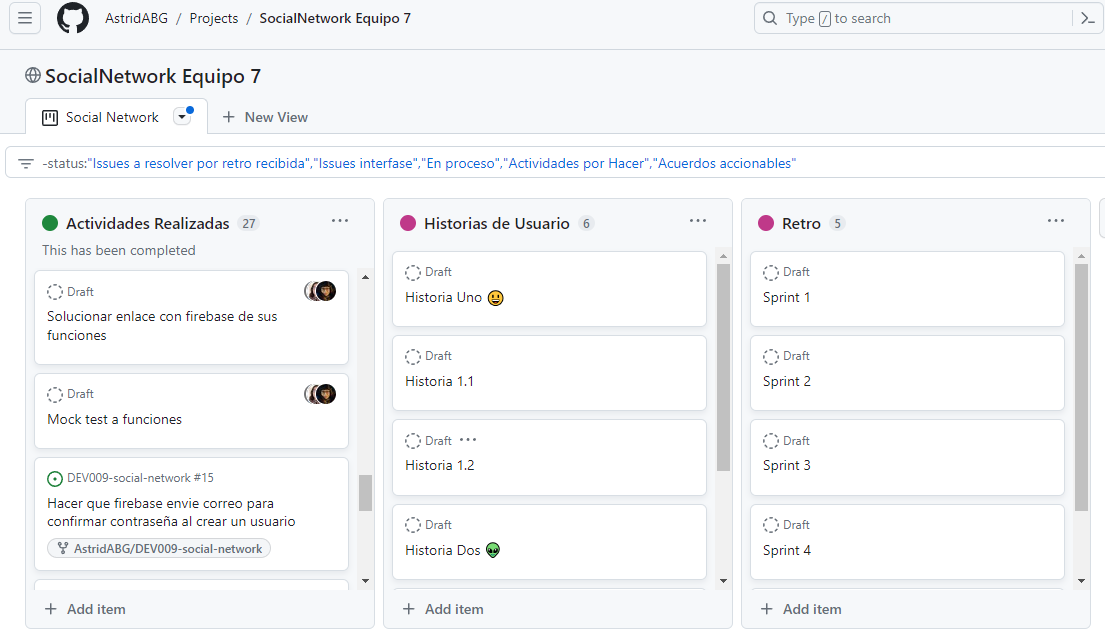 AstridABG / Projects / SocialNetwork Equipo 7
Type / to search
SocialNetwork Equipo 7
Social Network
New View
-status:"Issues a resolver por retro recibida","Issues interfase","En proceso","Actividades por Hacer","Acuerdos accionables"
Actividades Realizadas 27
This has been completed
Draft
Solucionar enlace con firebase de sus
funciones
Draft
Mock test a funciones
DEV009-social-network #15
Hacer que firebase envie correo para
confirmar contraseña al crear un usuario
AstridABG/DEV009-social-network
+ Add item
Historias de Usuario 6
Draft
Historia Uno 😃
Draft
Historia 1.1
Draft
Historia 1.2
Draft
Historia Dos 👽
+ Add item
Retro 5
Draft
Sprint 1
Draft
Sprint 2
Draft
Sprint 3
Draft
Sprint 4
+ Add item